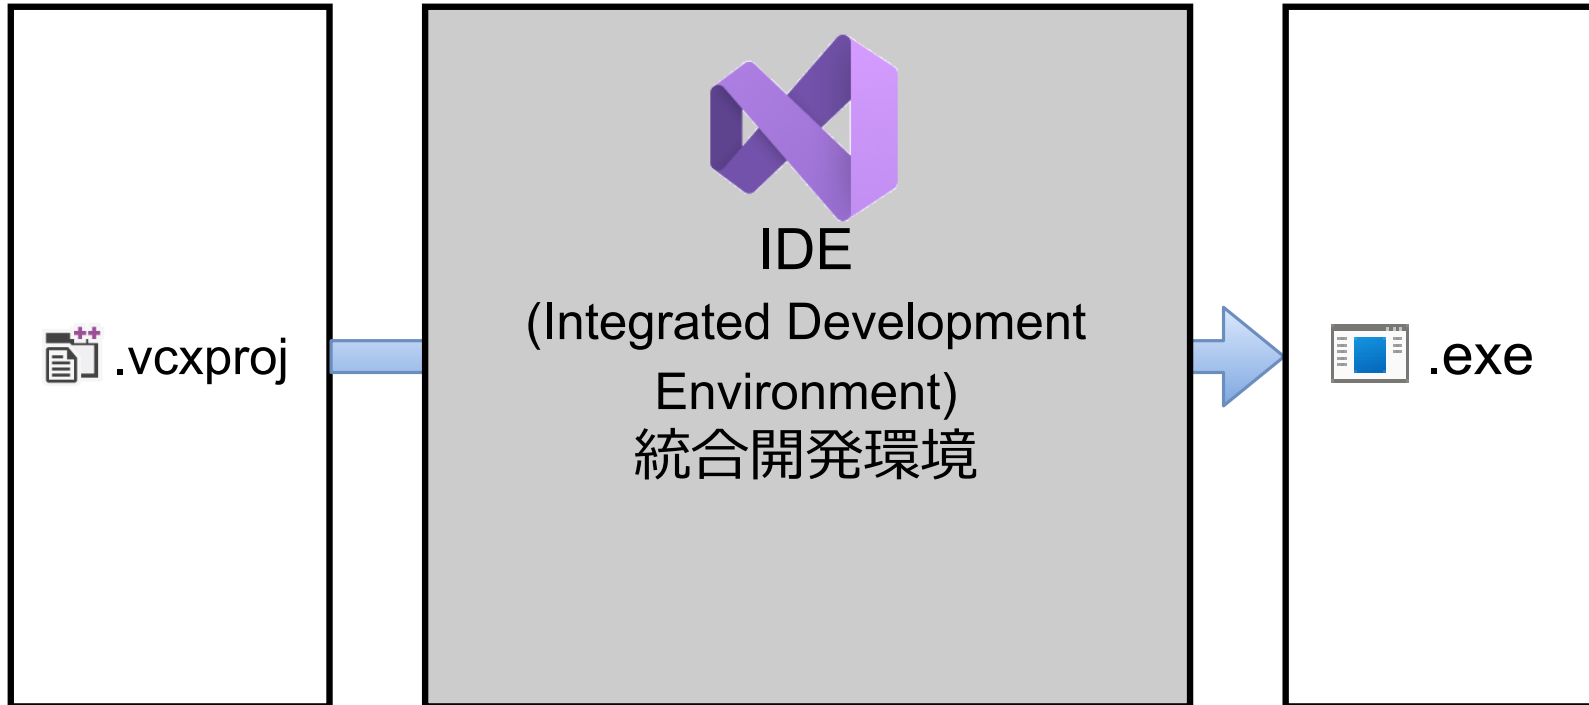 .vcxproj
IDE
(Integrated Development
Environment)
統合開発環境
.exe